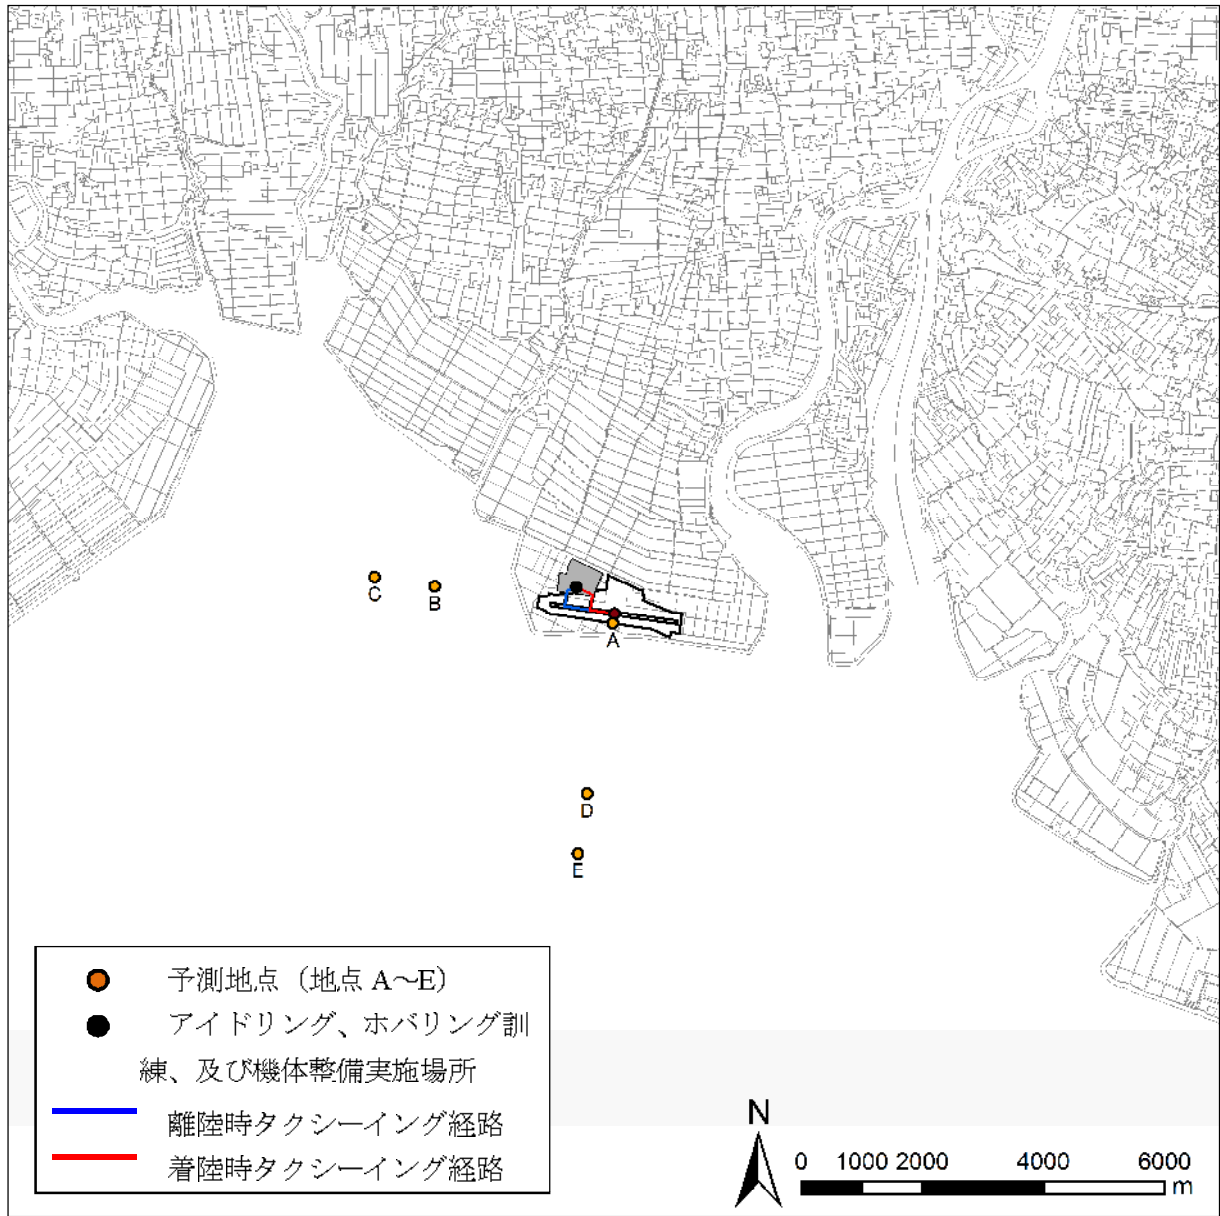 C
B
A
D
E
予測地点（地点 A～E）
アイドリング、ホバリング訓
練、及び機体整備実施場所
離陸時タクシーイング経路
着陸時タクシーイング経路
N
0 1000 2000 4000 6000
m